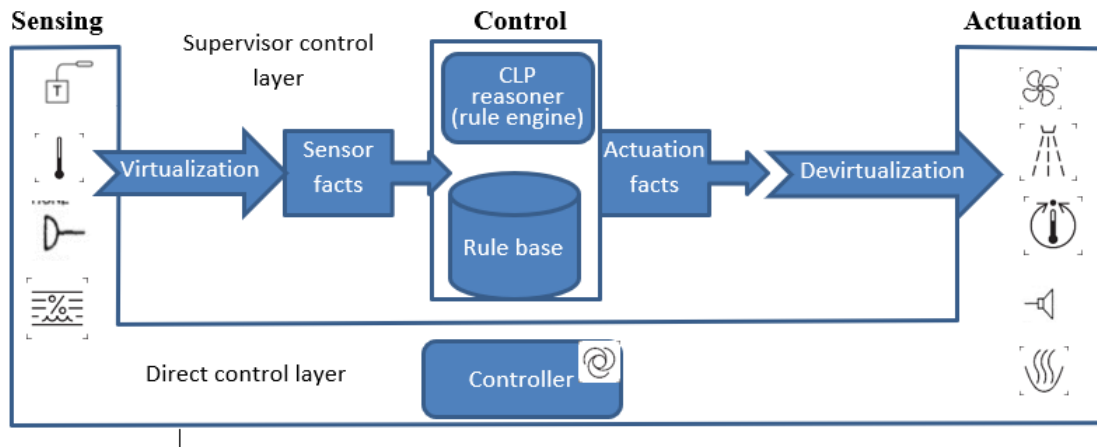 Sensing
Control
Actuation
Supervisor control
layer
CLP
reasoner
(rule engine)
T
Virtualization
Sensor
facts
Actuation
facts
Devirtualization
Rule base
%
Direct control layer
Controller